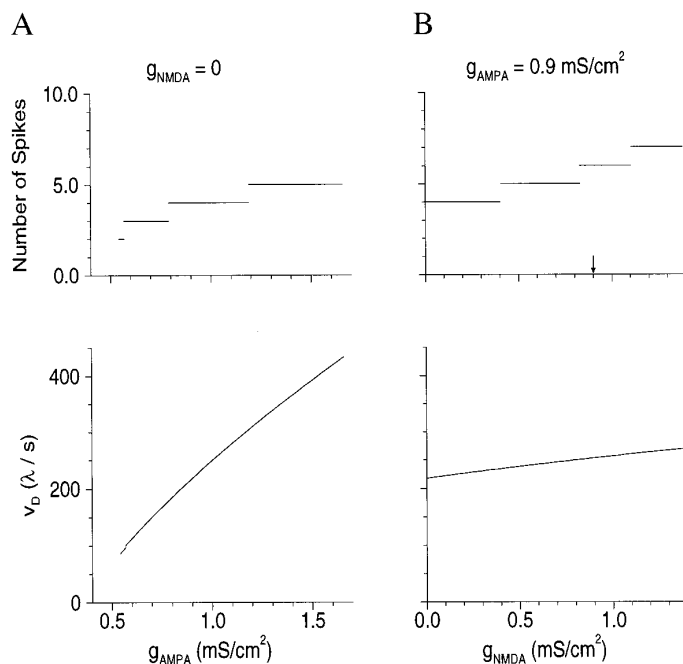 A
B
g_NMDA = 0
g_AMPA = 0.9 mS/cm²
Number of Spikes
10.0
5.0
0.0
v_D (λ / s)
400
200
0
0.5 1.0 1.5
g_AMPA (mS/cm²)
0.0 0.5 1.0
g_NMDA (mS/cm²)